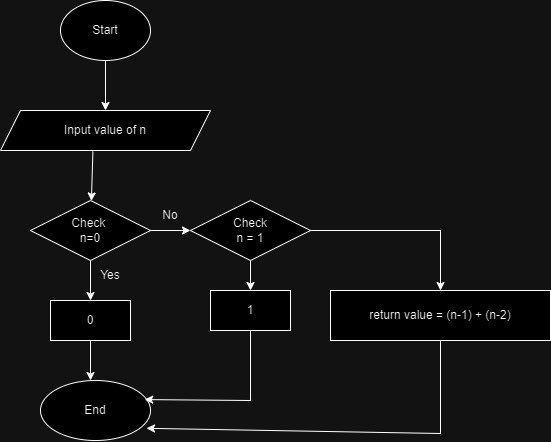 Start
Input value of n
Check
n=0
No
Check
n = 1
Yes
0
1
return value = (n-1) + (n-2)
End